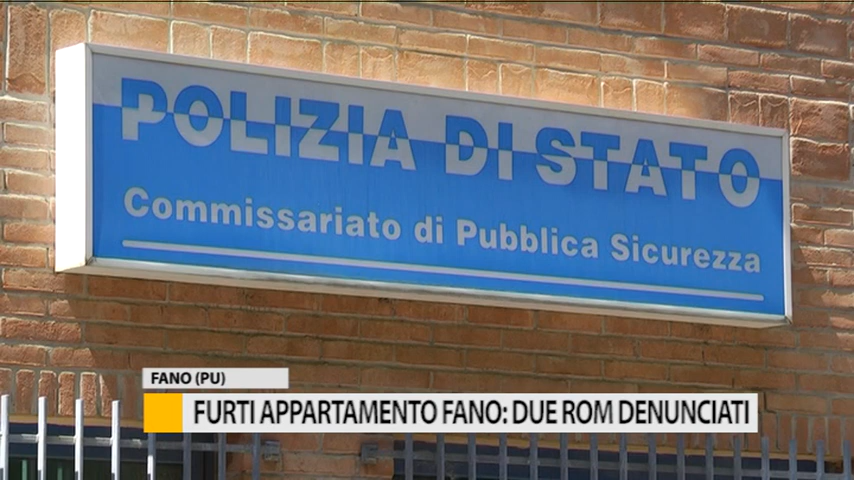 POLIZIA DI STATO
Commissariato di Pubblica Sicurezza
FANO (PU)
FURTI APPARTAMENTO FANO: DUE ROM DENUNCIATI